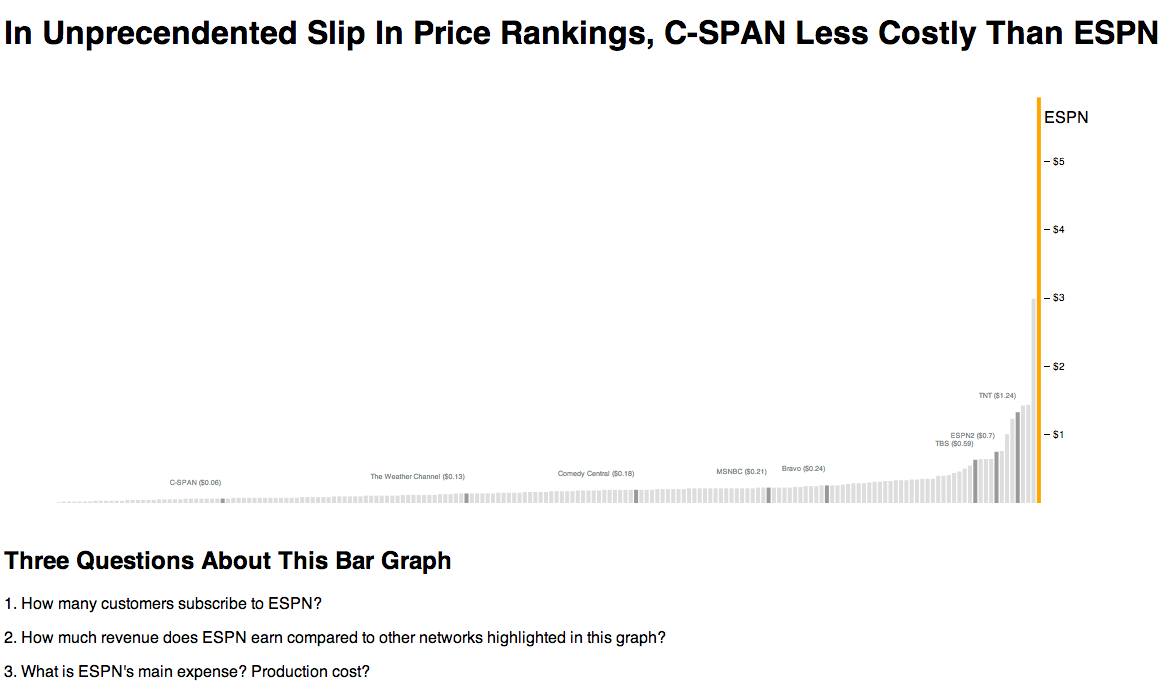 In Unprecendented Slip In Price Rankings, C-SPAN Less Costly Than ESPN
ESPN
$5
$4
$3
$2
TNT ($1.24)
$1
ESPN2 ($0.7)
TBS ($0.59)
Bravo ($0.24)
MSNBC ($0.21)
Comedy Central ($0.18)
The Weather Channel ($0.13)
C-SPAN ($0.06)
Three Questions About This Bar Graph
1. How many customers subscribe to ESPN?
2. How much revenue does ESPN earn compared to other networks highlighted in this graph?
3. What is ESPN's main expense? Production cost?